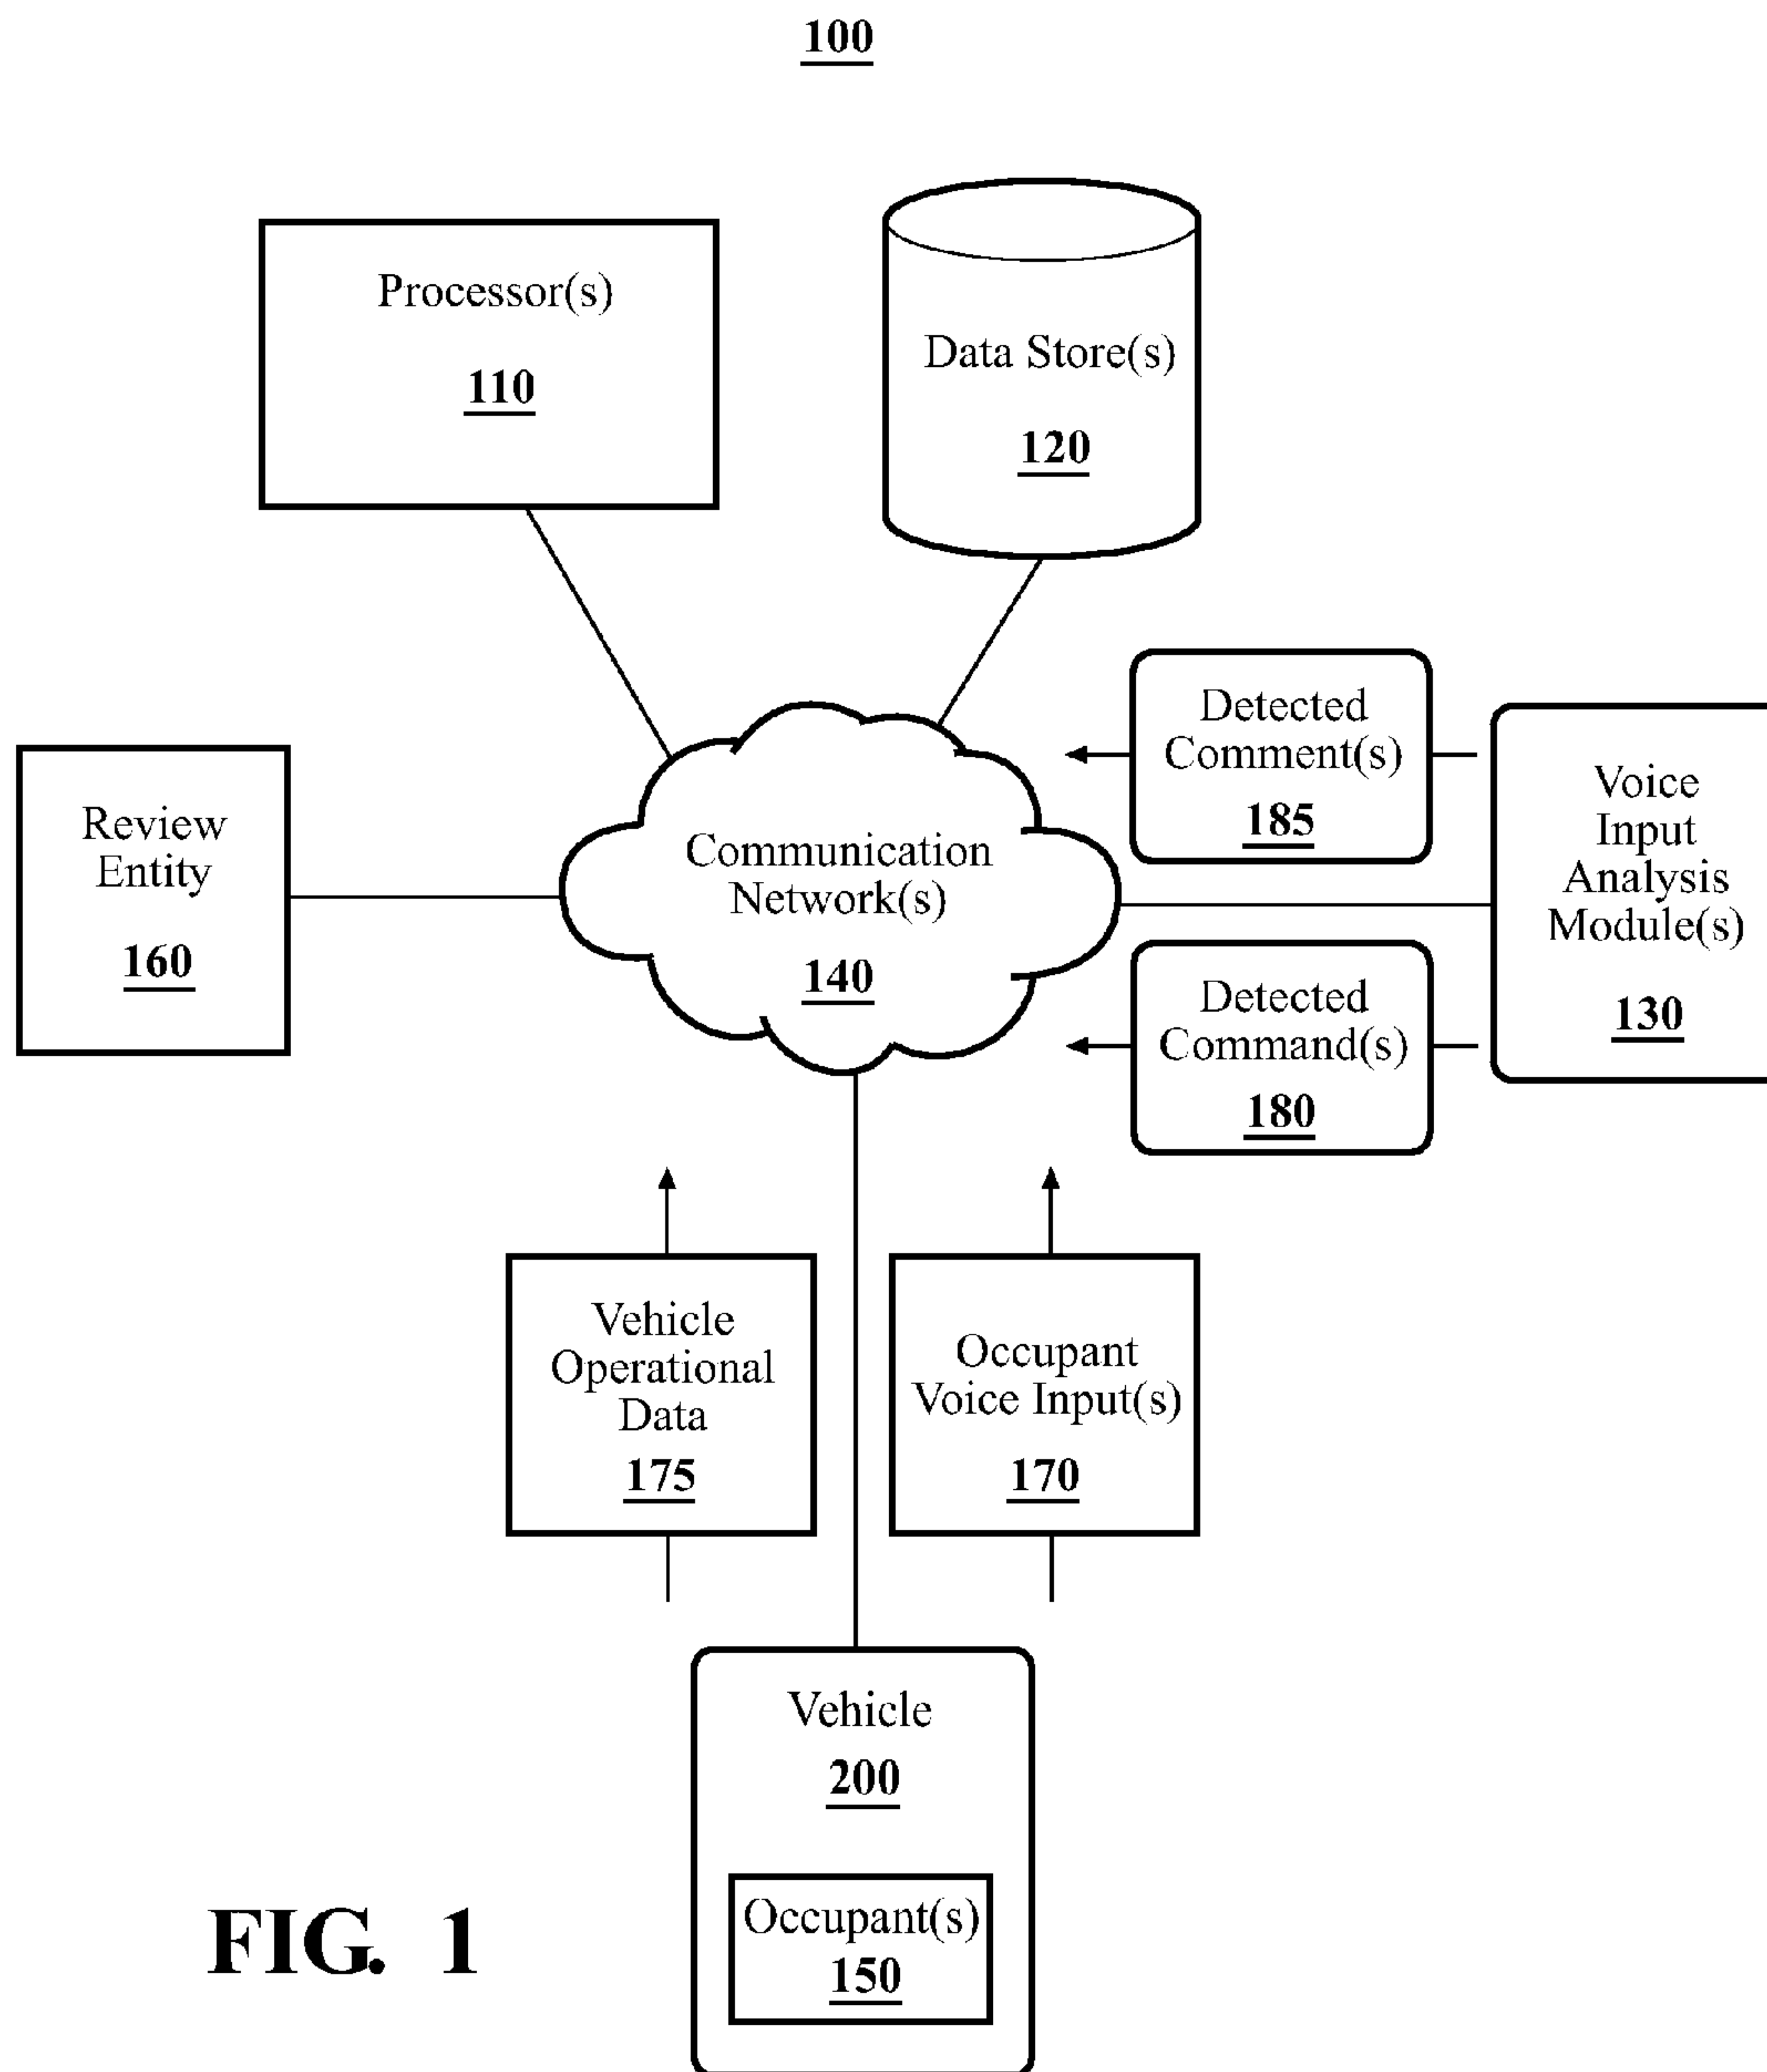 100
Processor(s)
110
Data Store(s)
120
Detected
Comment(s)
185
Voice
Input
Analysis
Module(s)
130
Review
Entity
160
Communication
Network(s)
140
Detected
Command(s)
180
Vehicle
Operational
Data
175
Occupant
Voice Input(s)
170
Vehicle
200
Occupant(s)
150
FIG. 1